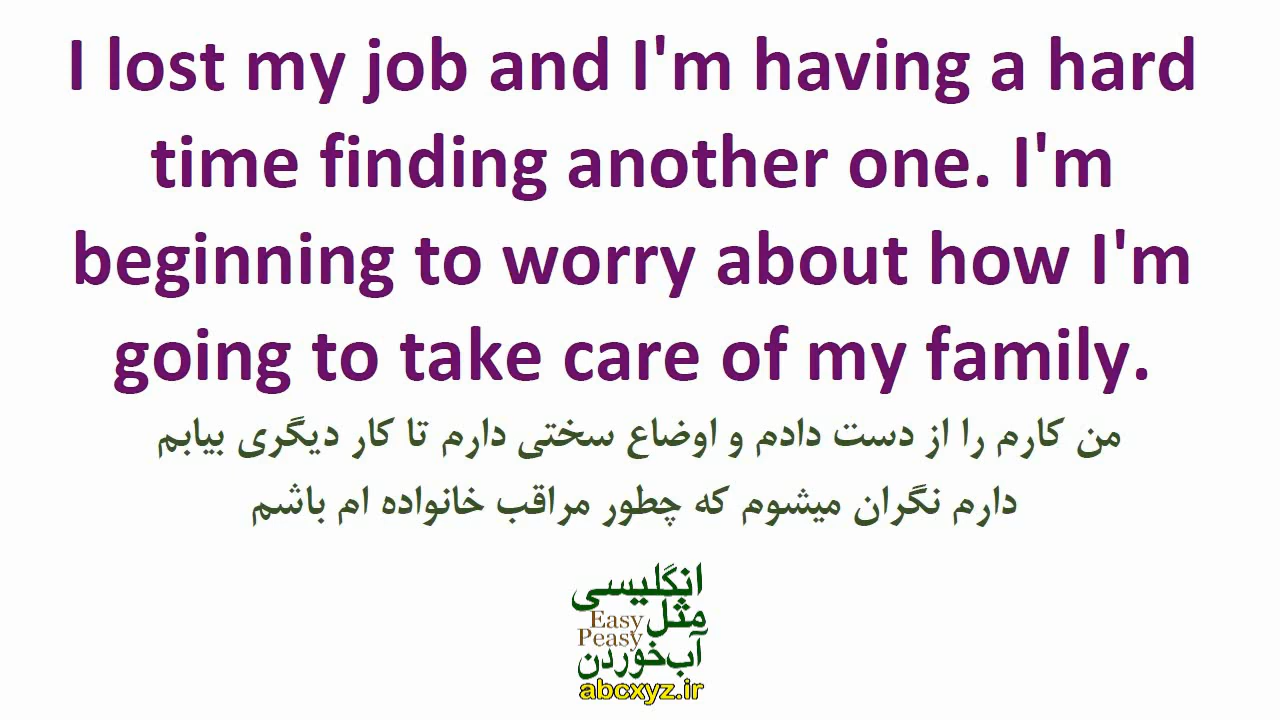 I lost my job and I'm having a hard
time finding another one. I'm
beginning to worry about how I'm
going to take care of my family.
من کارم را از دست دادم و اوضاع سختی دارم تا کار دیگری بیابم
دارم نگران میشوم که چطور مراقب خانواده ام باشم
انگلیسی
مثل
Easy
Peasy
آب خوردن
abcxyz.ir